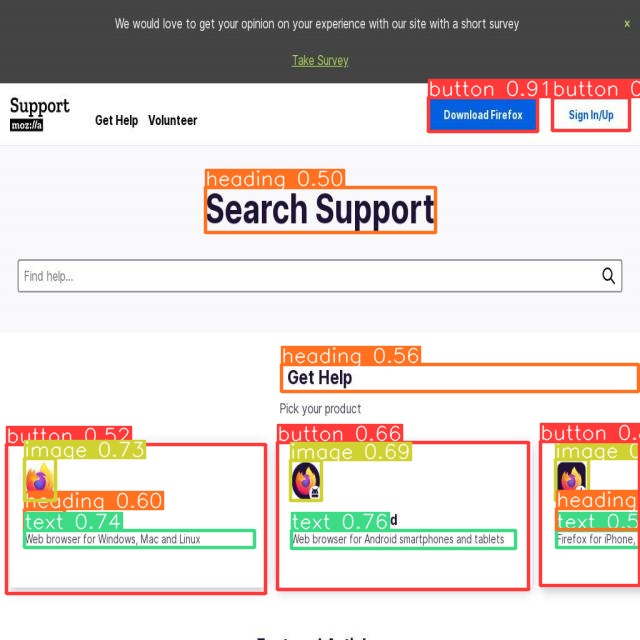 We would love to get your opinion on your experience with our site with a short survey
x
Take Survey
button 0.91
button 0
Support
moz://a
Get Help
Volunteer
Download Firefox
Sign In/Up
heading 0.50
Search Support
Find help...
heading 0.56
Get Help
Pick your product
button 0.52
button 0.66
button 0.
image 0.73
image 0.69
image 0
heading 0.60
heading
text 0.74
text 0.76
text 0.5
Web browser for Windows, Mac and Linux
Web browser for Android smartphones and tablets
Firefox for iPhone,